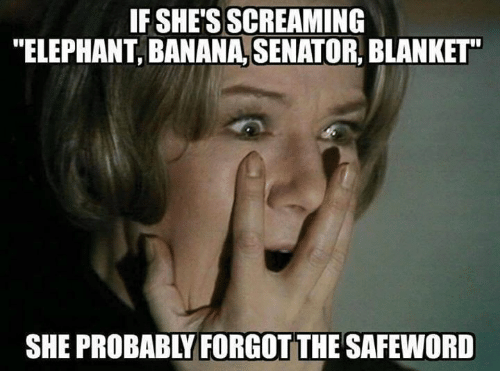 IF SHE'S SCREAMING
"ELEPHANT, BANANA, SENATOR, BLANKET"
SHE PROBABLY FORGOT THE SAFEWORD